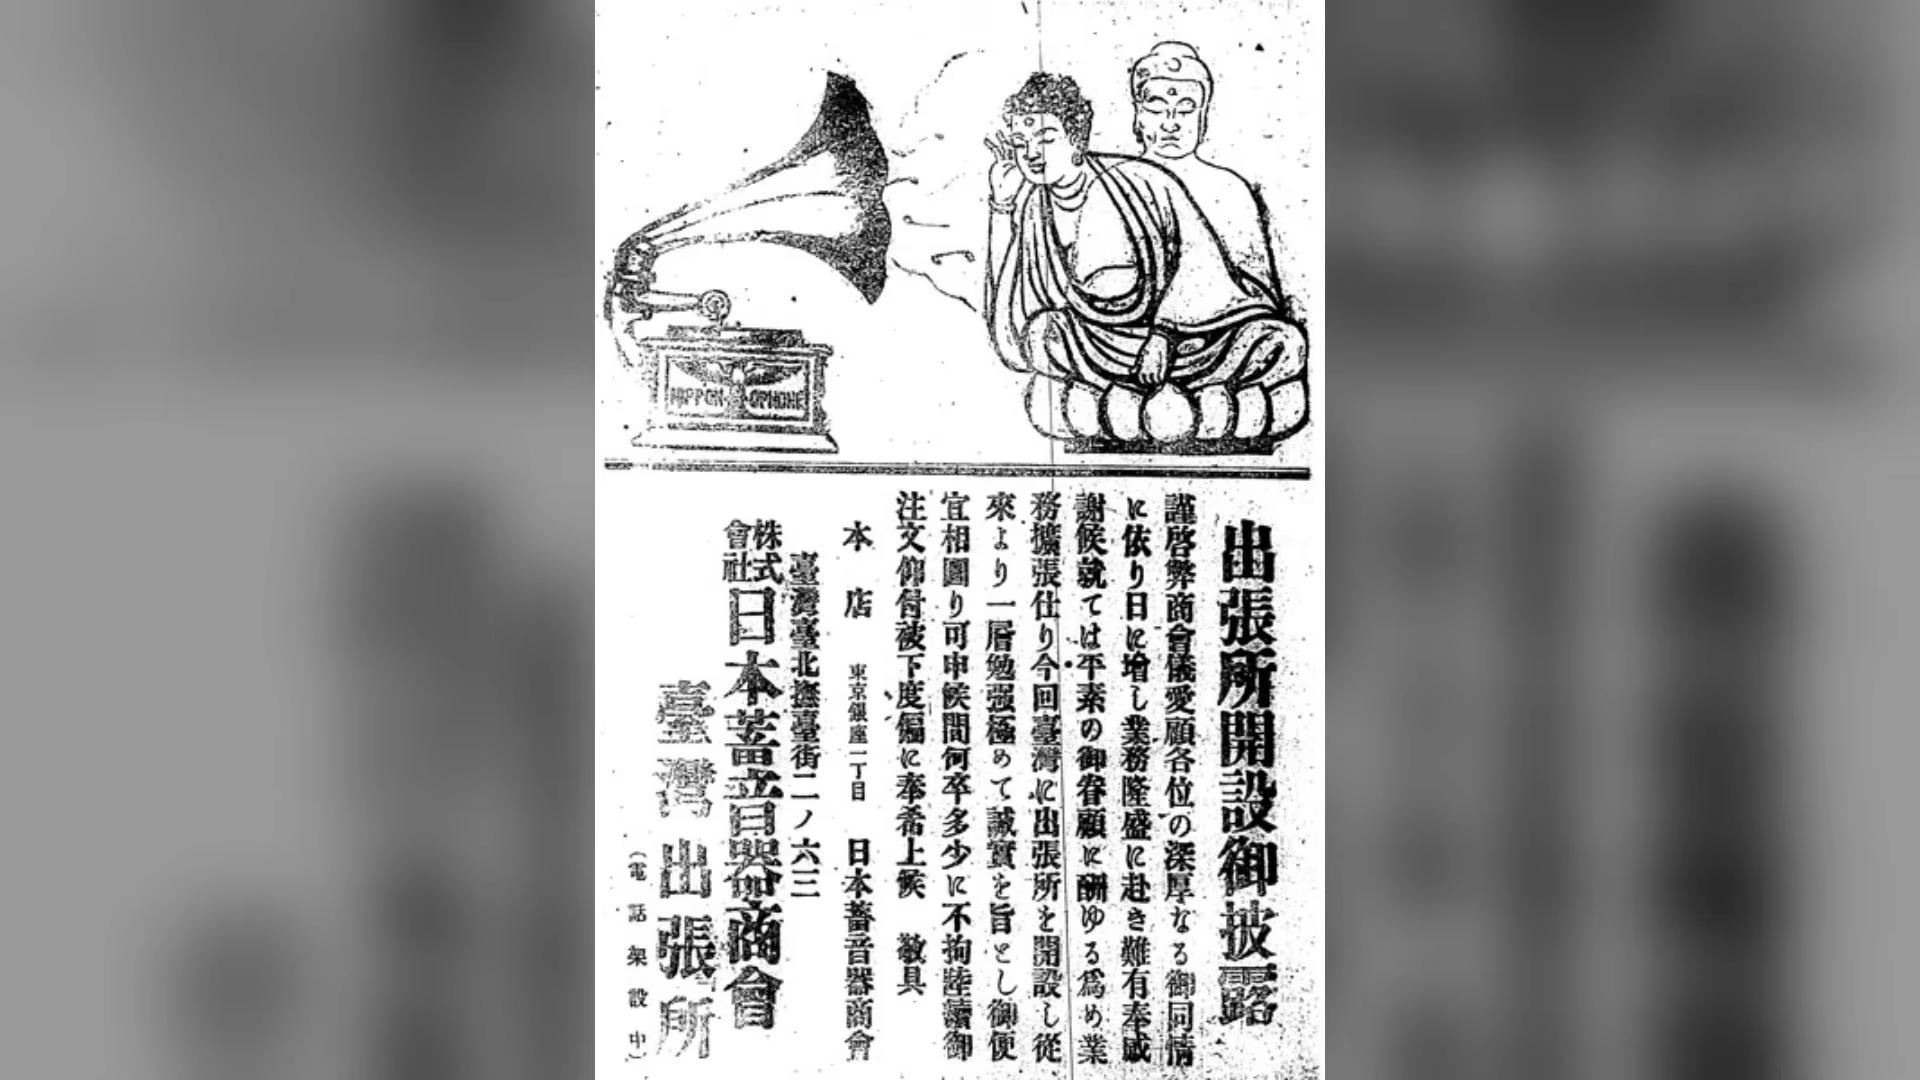 NIPPONOPHONE
出張所開設御披露
謹啓弊商會儀愛顧各位の深厚なる御同情
に依り日に增し業務隆盛に赴き難有奉感
謝候就ては平素の御眷顧に酬ゆる爲め業
務擴張仕り今回臺灣に出張所を開設し從
來より一層勉强極めて誠實を旨とし御便
宜相圖り可申候間何卒多少に不拘陸續御
注文仰付被下度偏に奉希上候 敬具
本店 東京銀座一丁目 日本蓄音器商會
臺灣臺北撫臺街二ノ六三
株式會社日本蓄音器商會
臺灣出張所
(電話架設中)